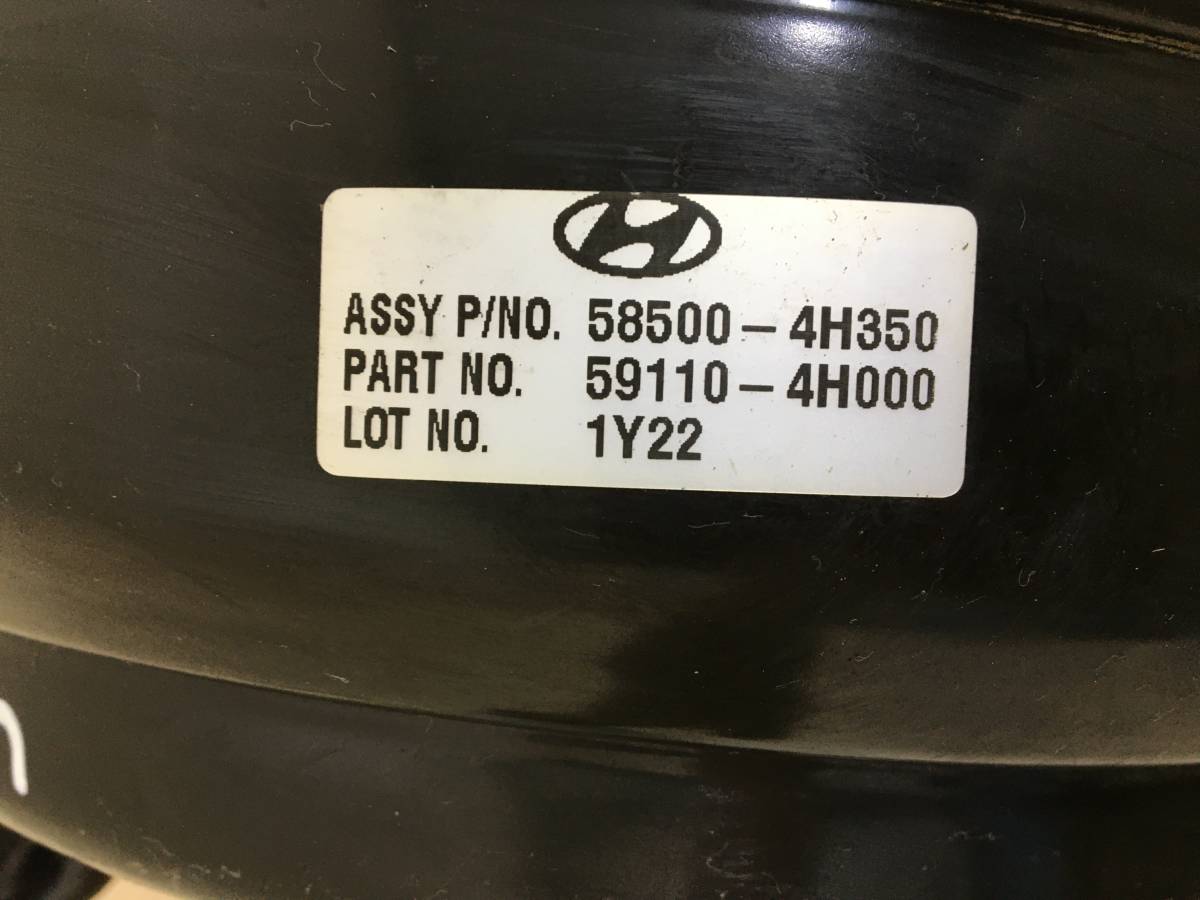 ASSY P/NO. 58500-4H350
PART NO. 59110-4H000
LOT NO. 1Y22